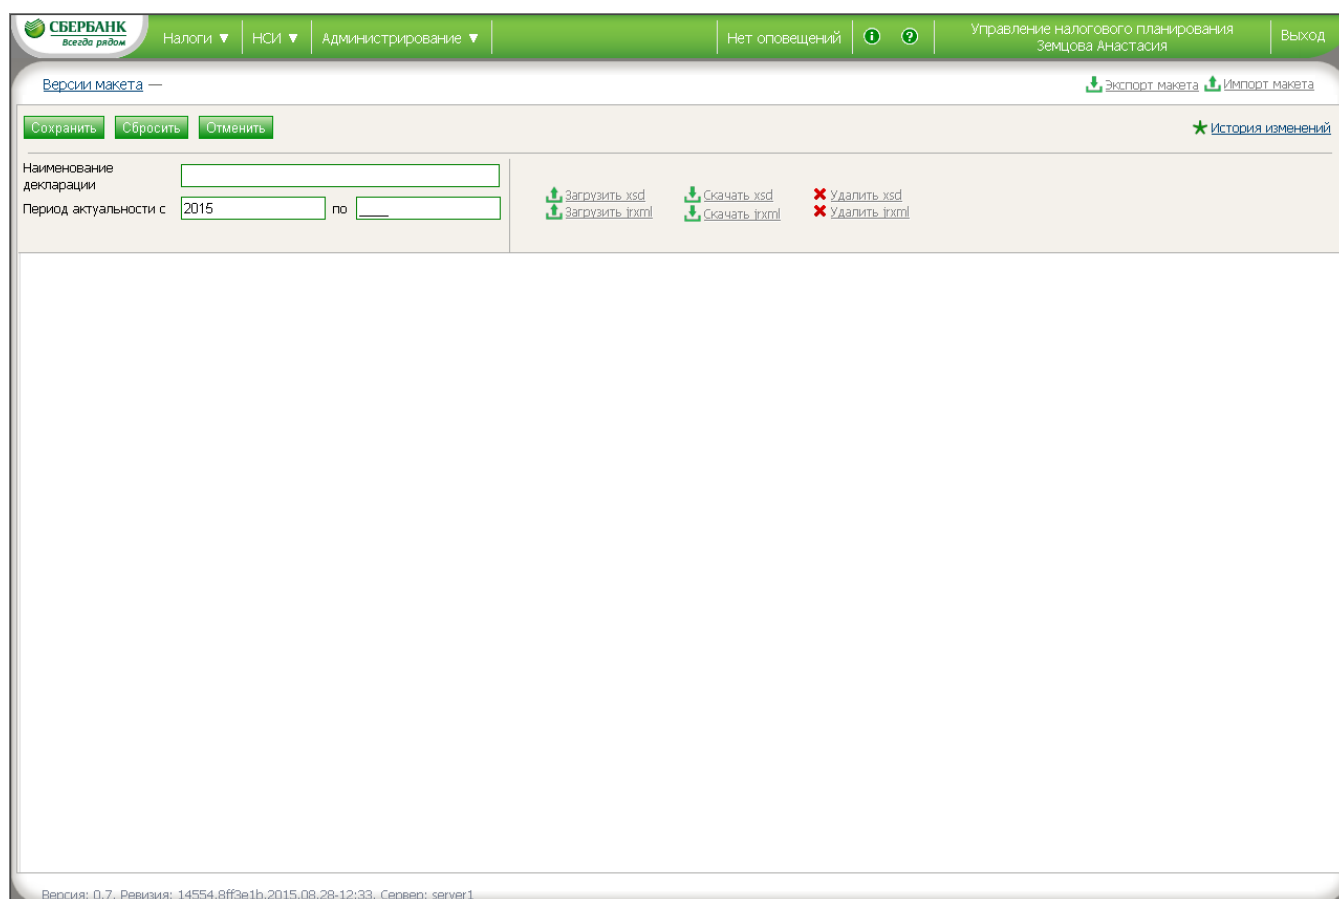 СБЕРБАНК
Всегда рядом
Налоги ▼ НСИ ▼ Администрирование ▼ Нет оповещений Управление налогового планирования
Земцова Анастасия
Выход
Версии макета — Экспорт макета Импорт макета
Сохранить Сбросить Отменить История изменений
Наименование
декларации
Период актуальности с 2015 по ____
Загрузить xsd Скачать xsd Удалить xsd
Загрузить jrxml Скачать jrxml Удалить jrxml
Версия: 0.7, Ревизия: 14554.8ff3e1b.2015.08.28-12:33, Сервер: server1